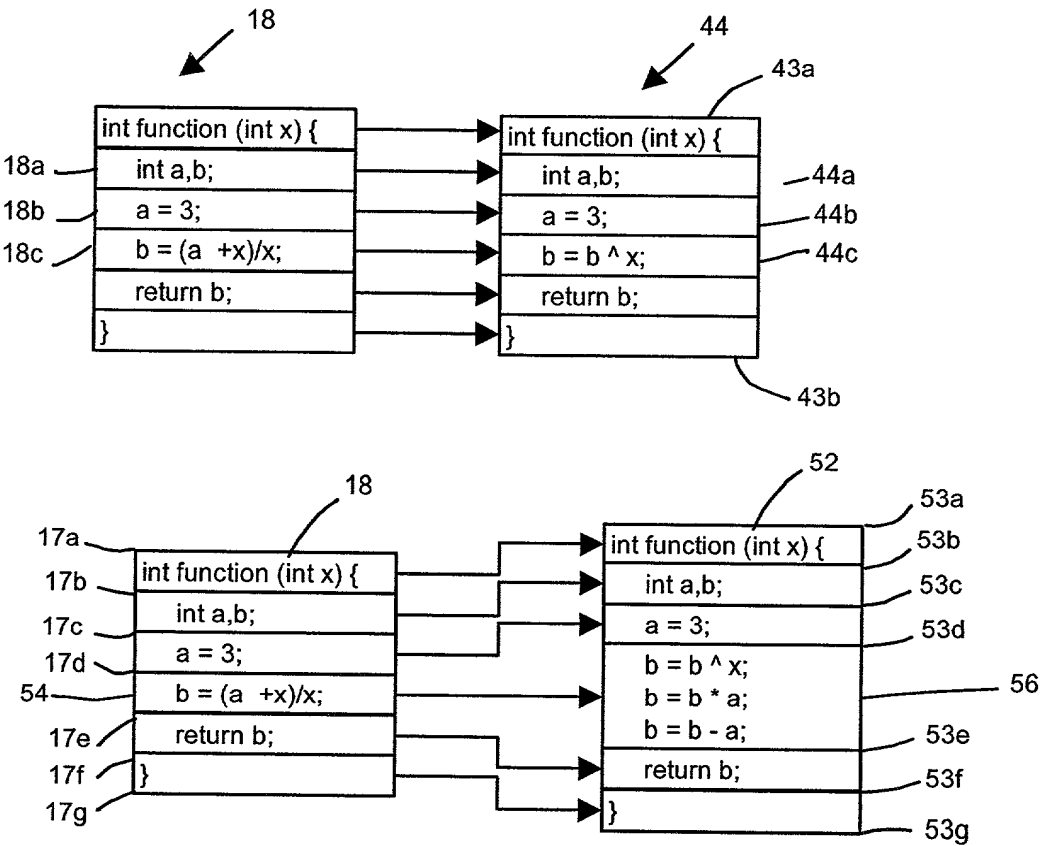 18
44
43a
int function (int x) {
int a,b;
a = 3;
b = (a +x)/x;
return b;
}
18a
18b
18c
int function (int x) {
int a,b;
a = 3;
b = b ^ x;
return b;
}
44a
44b
44c
43b
18
52
17a
17b
17c
17d
54
17e
17f
17g
int function (int x) {
int a,b;
a = 3;
b = (a +x)/x;
return b;
}
int function (int x) {
int a,b;
a = 3;
b = b ^ x;
b = b * a;
b = b - a;
return b;
}
53a
53b
53c
53d
56
53e
53f
53g